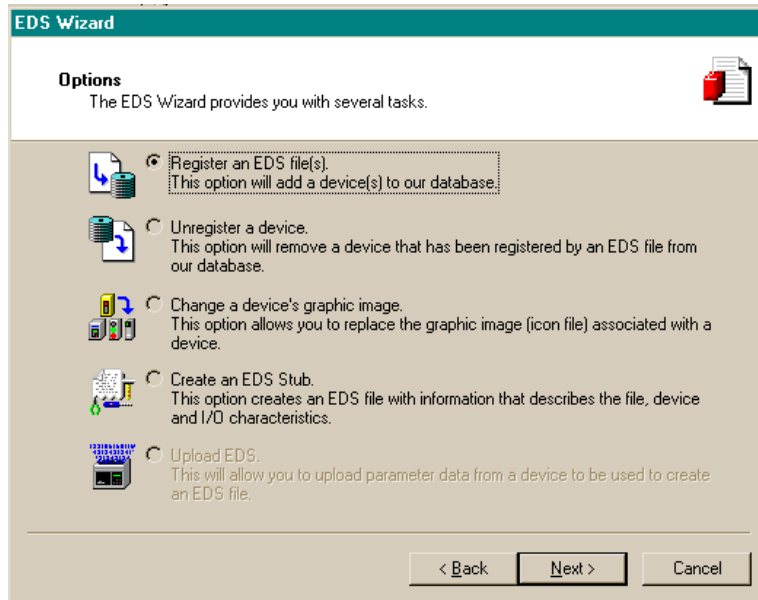 EDS Wizard
Options
The EDS Wizard provides you with several tasks.
Register an EDS file(s).
This option will add a device(s) to our database.
Unregister a device.
This option will remove a device that has been registered by an EDS file from
our database.
Change a device's graphic image.
This option allows you to replace the graphic image (icon file) associated with a
device.
Create an EDS Stub.
This option creates an EDS file with information that describes the file, device
and I/O characteristics.
Upload EDS.
This will allow you to upload parameter data from a device to be used to create
an EDS file.
< Back
Next >
Cancel